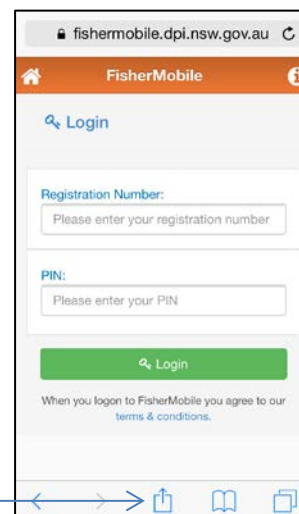 fishermobile.dpi.nsw.gov.au
FisherMobile
Login
Registration Number:
Please enter your registration number
PIN:
Please enter your PIN
Login
When you logon to FisherMobile you agree to our
terms & conditions.